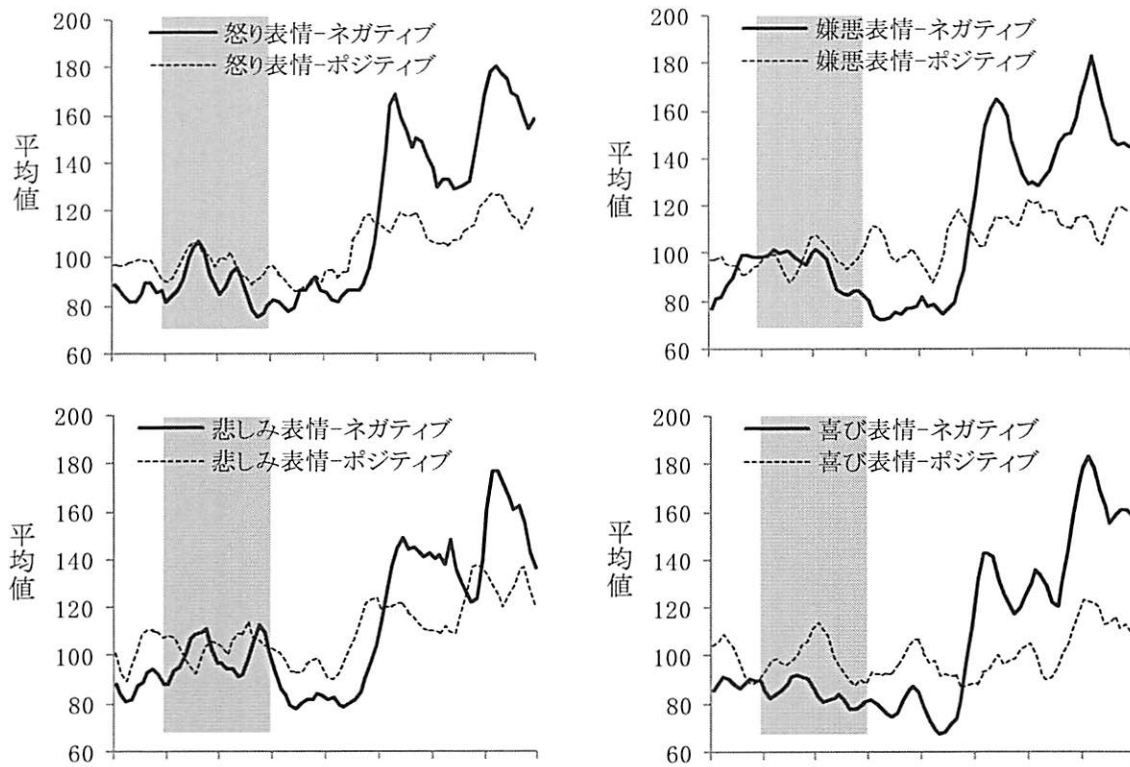 200
180
160
140
120
100
80
60
平均値
怒り表情-ネガティブ
怒り表情-ポジティブ
200
180
160
140
120
100
80
60
平均値
嫌悪表情-ネガティブ
嫌悪表情-ポジティブ
200
180
160
140
120
100
80
60
平均値
悲しみ表情-ネガティブ
悲しみ表情-ポジティブ
200
180
160
140
120
100
80
60
平均値
喜び表情-ネガティブ
喜び表情-ポジティブ